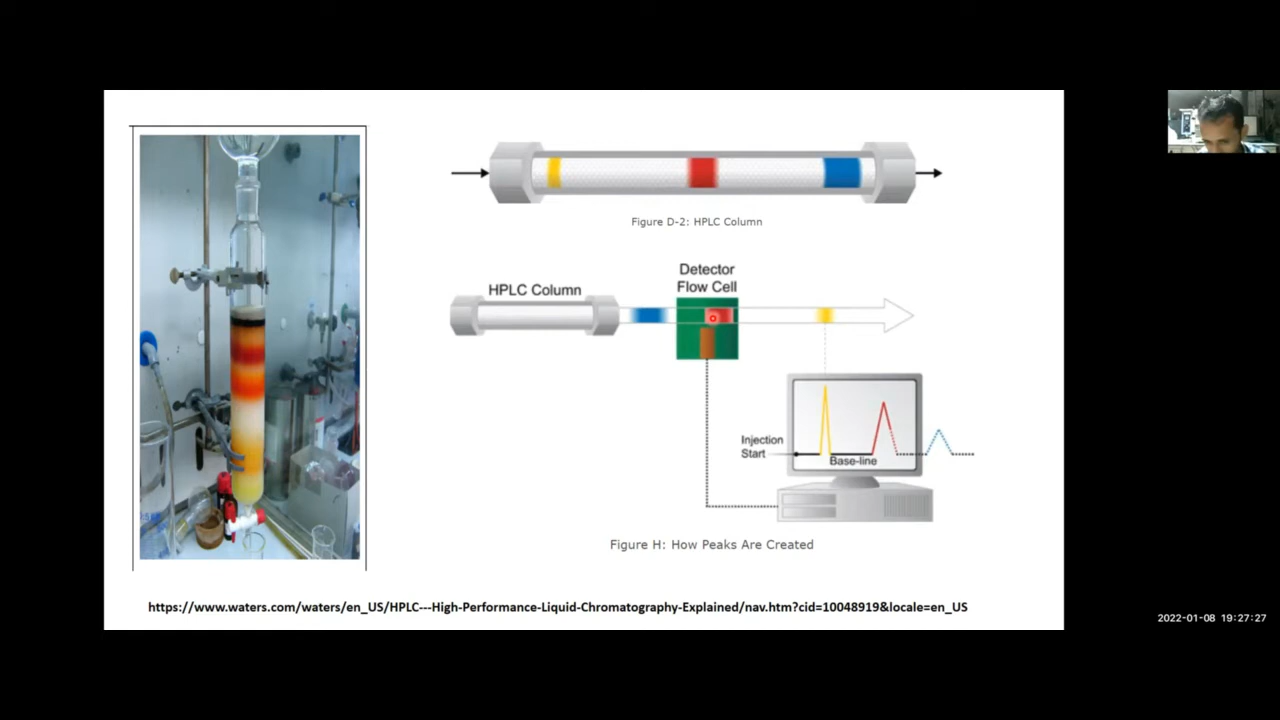 Figure D-2: HPLC Column
Detector
Flow Cell
HPLC Column
Injection
Start
Base-line
Figure H: How Peaks Are Created
https://www.waters.com/waters/en_US/HPLC---High-Performance-Liquid-Chromatography-Explained/nav.htm?cid=10048919&locale=en_US
2022-01-08 19:27:27